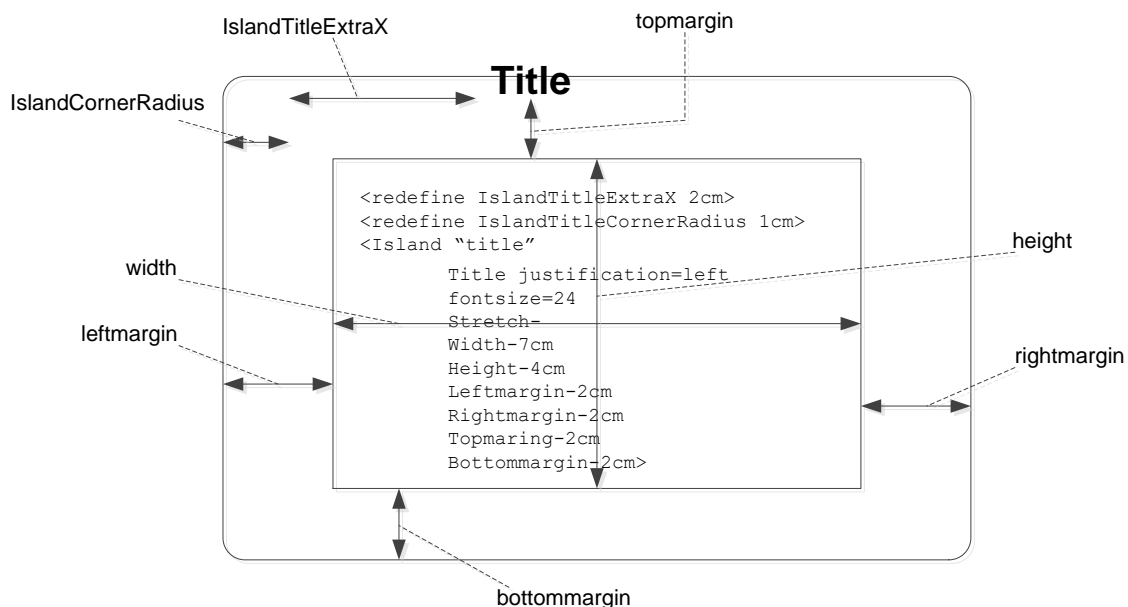 IslandTitleExtraX
topmargin
Title
IslandCornerRadius
<redefine IslandTitleExtraX 2cm>
<redefine IslandTitleCornerRadius 1cm>
<Island “title”
height
width
Title justification=left
fontsize=24
Stretch-
Width-7cm
leftmargin
Height-4cm
rightmargin
Leftmargin-2cm
Rightmargin-2cm
Topmaring-2cm
Bottommargin-2cm>
bottommargin